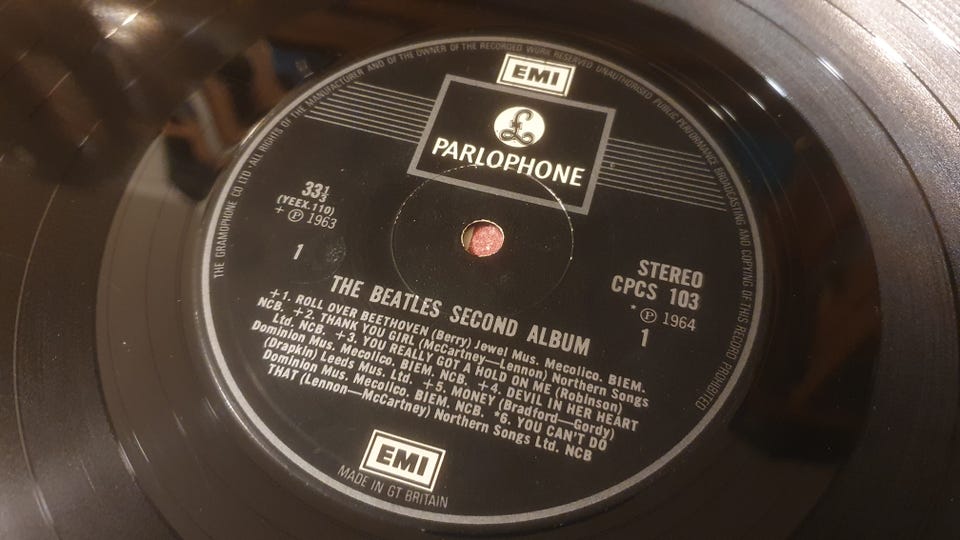 THE GRAMOPHONE CO LTD · ALL RIGHTS OF THE MANUFACTURER AND OF THE OWNER OF THE RECORDED WORK RESERVED. UNAUTHORISED PUBLIC PERFORMANCE, BROADCASTING AND COPYING OF THIS RECORD PROHIBITED
EMI
£
PARLOPHONE
33⅓
(YEEX.110)
+ ℗ 1963
1
STEREO
CPCS 103
* ℗ 1964
1
THE BEATLES SECOND ALBUM
+1. ROLL OVER BEETHOVEN (Berry) Jewel Mus. Mecolico. BIEM.
NCB. +2. THANK YOU GIRL (McCartney—Lennon) Northern Songs
Ltd. NCB. +3. YOU REALLY GOT A HOLD ON ME (Robinson)
Dominion Mus. Mecolico. BIEM. NCB. +4. DEVIL IN HER HEART
(Drapkin) Leeds Mus. Ltd. +5. MONEY (Bradford—Gordy)
Dominion Mus. Mecolico. BIEM. NCB. *6. YOU CAN'T DO
THAT (Lennon—McCartney) Northern Songs Ltd. NCB
EMI
MADE IN GT BRITAIN